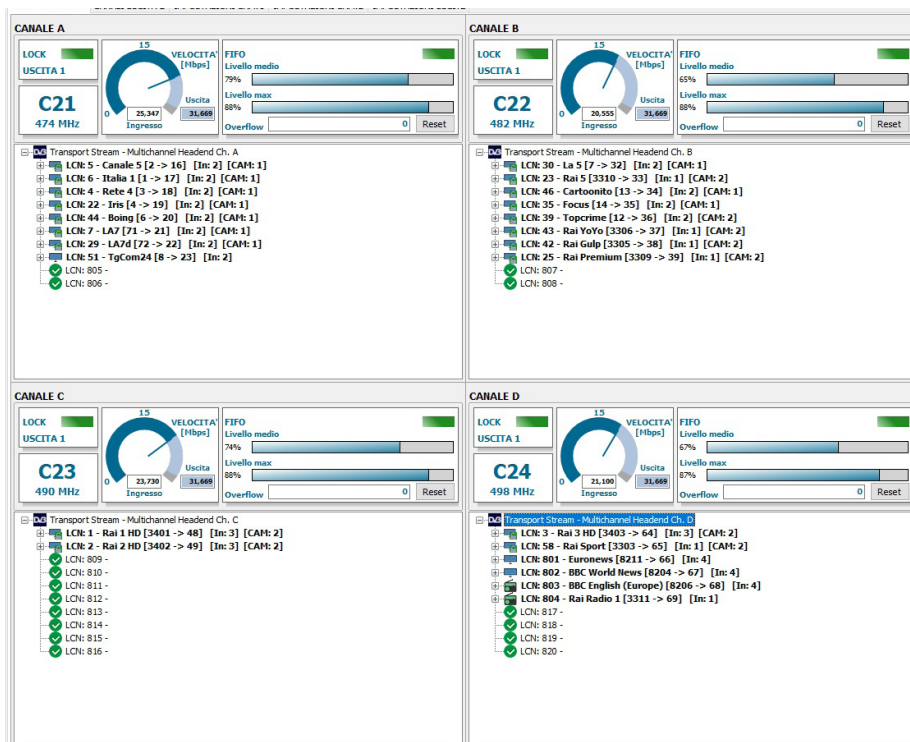 CANALE A
LOCK
USCITA 1
C21
474 MHz
15
VELOCITA'
[Mbps]
0
25,347
Ingresso
Uscita
31,669
FIFO
Livello medio
79%
Livello max
88%
Overflow
0
Reset
Transport Stream - Multichannel Headend Ch. A
LCN: 5 - Canale 5 [2 -> 16] [In: 2] [CAM: 1]
LCN: 6 - Italia 1 [1 -> 17] [In: 2] [CAM: 1]
LCN: 4 - Rete 4 [3 -> 18] [In: 2] [CAM: 1]
LCN: 22 - Iris [4 -> 19] [In: 2] [CAM: 1]
LCN: 44 - Boing [6 -> 20] [In: 2] [CAM: 1]
LCN: 7 - LA7 [71 -> 21] [In: 2] [CAM: 1]
LCN: 29 - LA7d [72 -> 22] [In: 2] [CAM: 1]
LCN: 51 - TgCom24 [8 -> 23] [In: 2]
LCN: 805 -
LCN: 806 -
CANALE B
LOCK
USCITA 1
C22
482 MHz
15
VELOCITA'
[Mbps]
0
20,555
Ingresso
Uscita
31,669
FIFO
Livello medio
65%
Livello max
88%
Overflow
0
Reset
Transport Stream - Multichannel Headend Ch. B
LCN: 30 - La 5 [7 -> 32] [In: 2] [CAM: 1]
LCN: 23 - Rai 5 [3310 -> 33] [In: 1] [CAM: 2]
LCN: 46 - Cartoonito [13 -> 34] [In: 2] [CAM: 1]
LCN: 35 - Focus [14 -> 35] [In: 2] [CAM: 1]
LCN: 39 - Topcrime [12 -> 36] [In: 2] [CAM: 1]
LCN: 43 - Rai YoYo [3306 -> 37] [In: 1] [CAM: 2]
LCN: 42 - Rai Gulp [3305 -> 38] [In: 1] [CAM: 2]
LCN: 25 - Rai Premium [3309 -> 39] [In: 1] [CAM: 2]
LCN: 807 -
LCN: 808 -
CANALE C
LOCK
USCITA 1
C23
490 MHz
15
VELOCITA'
[Mbps]
0
23,730
Ingresso
Uscita
31,669
FIFO
Livello medio
74%
Livello max
88%
Overflow
0
Reset
Transport Stream - Multichannel Headend Ch. C
LCN: 1 - Rai 1 HD [3401 -> 48] [In: 3] [CAM: 2]
LCN: 2 - Rai 2 HD [3402 -> 49] [In: 3] [CAM: 2]
LCN: 809 -
LCN: 810 -
LCN: 811 -
LCN: 812 -
LCN: 813 -
LCN: 814 -
LCN: 815 -
LCN: 816 -
CANALE D
LOCK
USCITA 1
C24
498 MHz
15
VELOCITA'
[Mbps]
0
21,100
Ingresso
Uscita
31,669
FIFO
Livello medio
67%
Livello max
87%
Overflow
0
Reset
Transport Stream - Multichannel Headend Ch. D
LCN: 3 - Rai 3 HD [3403 -> 64] [In: 3] [CAM: 2]
LCN: 58 - Rai Sport [3303 -> 65] [In: 1] [CAM: 2]
LCN: 801 - Euronews [8211 -> 66] [In: 4]
LCN: 802 - BBC World News [8204 -> 67] [In: 4]
LCN: 803 - BBC English (Europe) [8206 -> 68] [In: 4]
LCN: 804 - Rai Radio 1 [3311 -> 69] [In: 1]
LCN: 817 -
LCN: 818 -
LCN: 819 -
LCN: 820 -